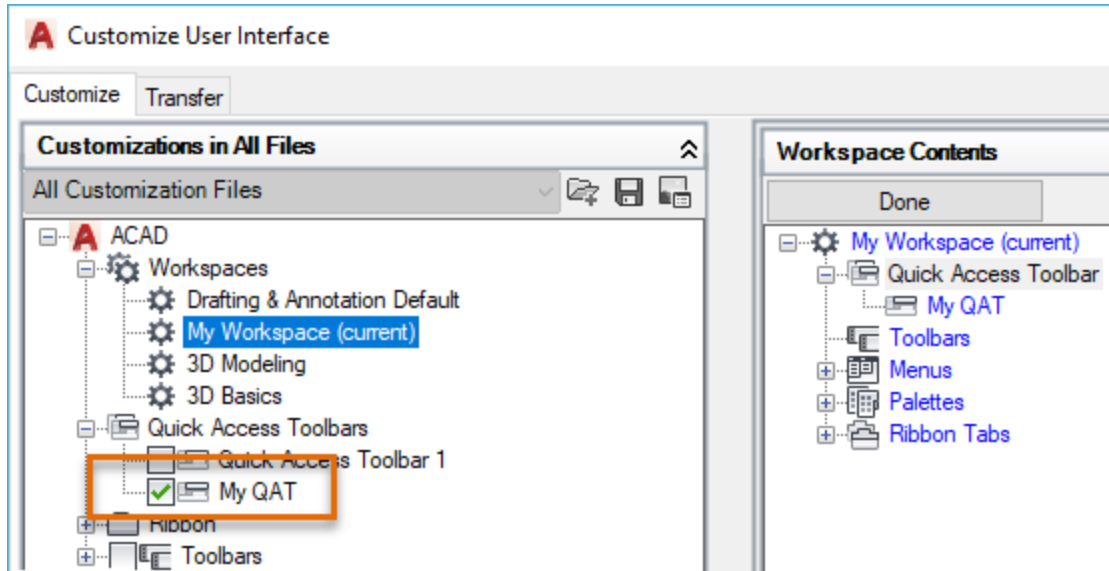 Customize User Interface
Customize
Transfer
Customizations in All Files
All Customization Files
ACAD
Workspaces
Drafting & Annotation Default
My Workspace (current)
3D Modeling
3D Basics
Quick Access Toolbars
Quick Access Toolbar 1
My QAT
Ribbon
Toolbars
Workspace Contents
Done
My Workspace (current)
Quick Access Toolbar
My QAT
Toolbars
Menus
Palettes
Ribbon Tabs